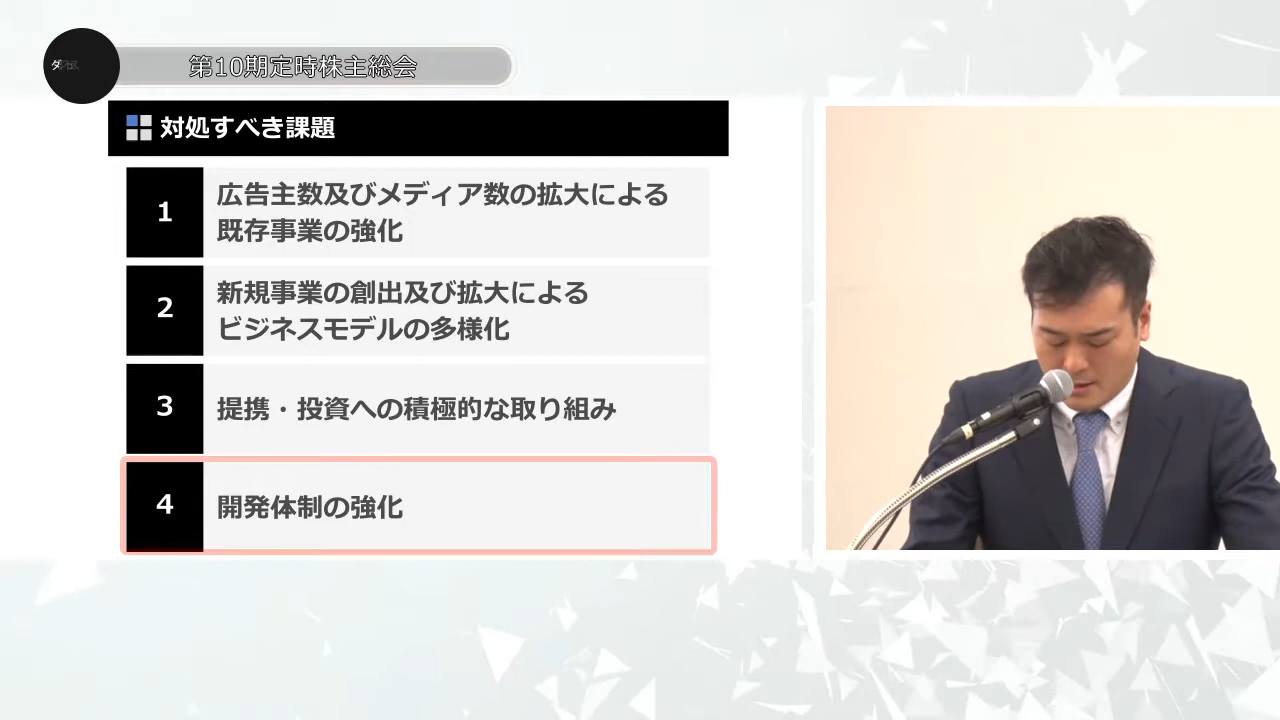 第10期定時株主総会
対処すべき課題
1
広告主数及びメディア数の拡大による
既存事業の強化
2
新規事業の創出及び拡大による
ビジネスモデルの多様化
3
提携・投資への積極的な取り組み
4
開発体制の強化